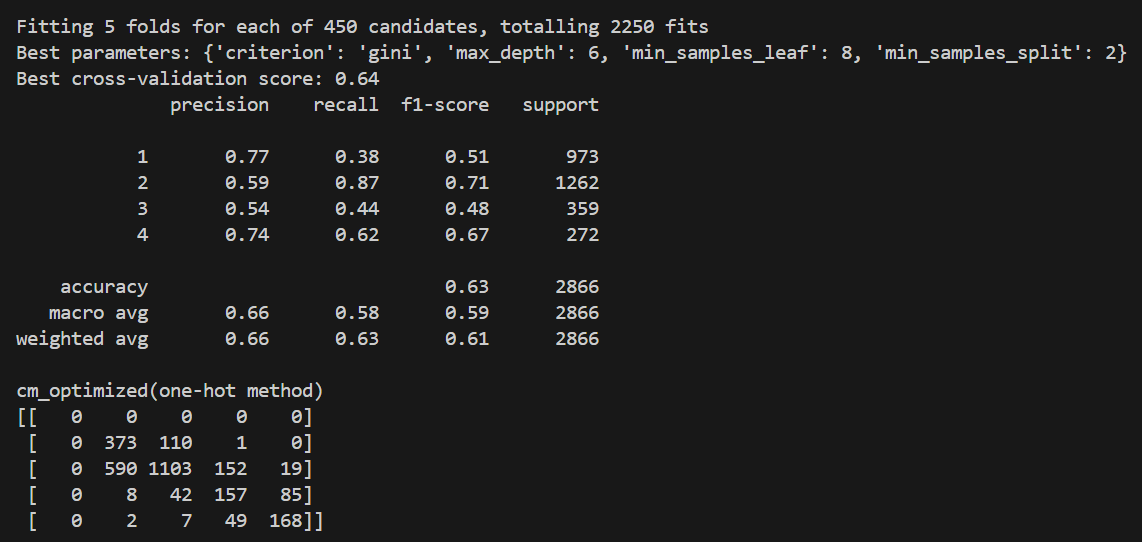 Fitting 5 folds for each of 450 candidates, totalling 2250 fits
Best parameters: {'criterion': 'gini', 'max_depth': 6, 'min_samples_leaf': 8, 'min_samples_split': 2}
Best cross-validation score: 0.64
              precision    recall  f1-score   support

           1       0.77      0.38      0.51       973
           2       0.59      0.87      0.71      1262
           3       0.54      0.44      0.48       359
           4       0.74      0.62      0.67       272

    accuracy                           0.63      2866
   macro avg       0.66      0.58      0.59      2866
weighted avg       0.66      0.63      0.61      2866

cm_optimized(one-hot method)
[[   0    0    0    0    0]
 [   0  373  110    1    0]
 [   0  590 1103  152   19]
 [   0    8   42  157   85]
 [   0    2    7   49  168]]